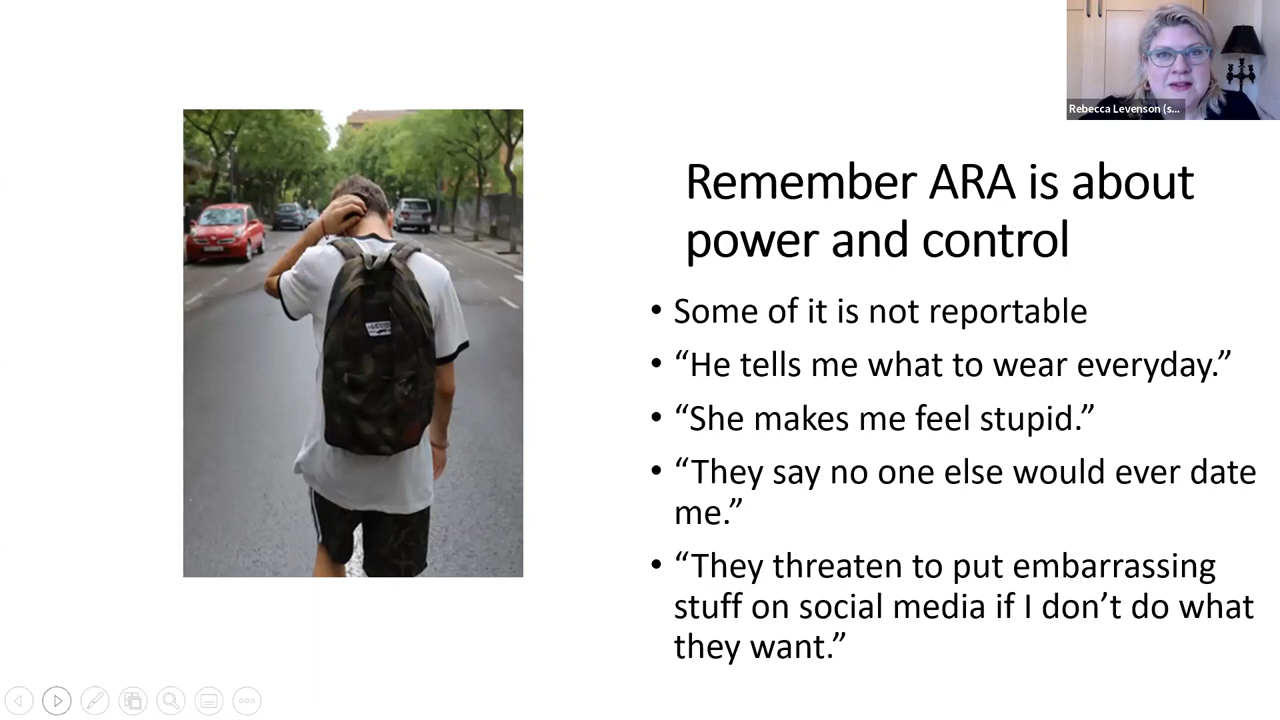 Rebecca Levenson (s...
Remember ARA is about
power and control
• Some of it is not reportable
• “He tells me what to wear everyday.”
• “She makes me feel stupid.”
• “They say no one else would ever date
me.”
• “They threaten to put embarrassing
stuff on social media if I don’t do what
they want.”